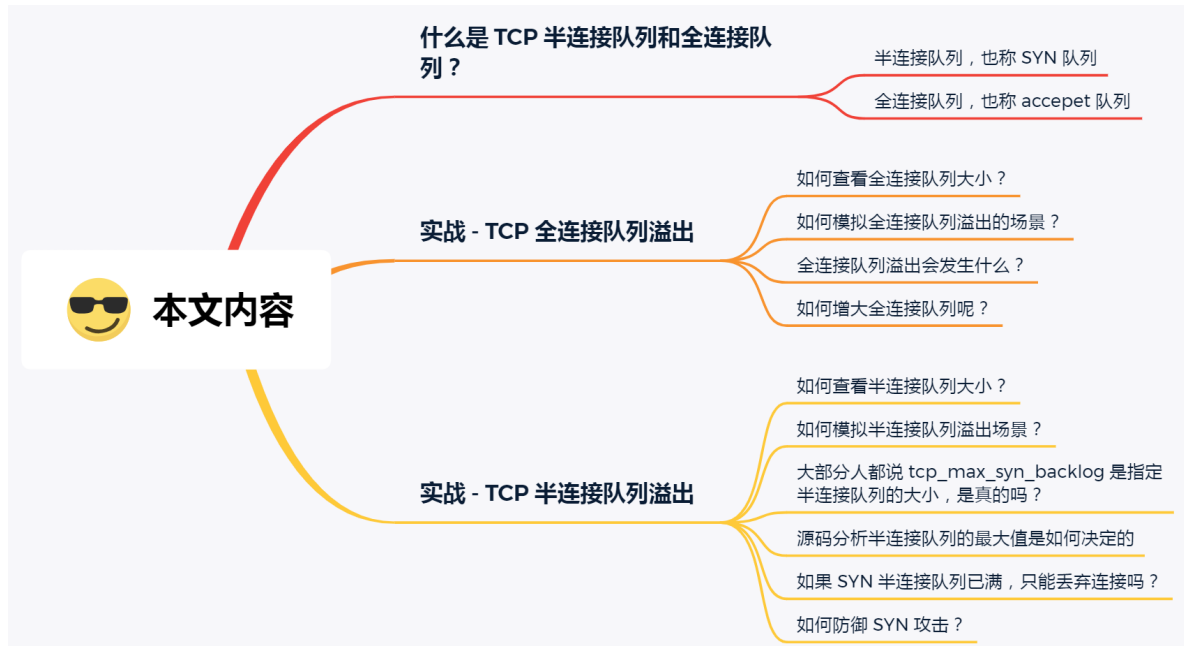 什么是 TCP 半连接队列和全连接队
列？
半连接队列，也称 SYN 队列
全连接队列，也称 accepet 队列
实战 - TCP 全连接队列溢出
如何查看全连接队列大小？
如何模拟全连接队列溢出的场景？
全连接队列溢出会发生什么？
如何增大全连接队列呢？
本文内容
实战 - TCP 半连接队列溢出
如何查看半连接队列大小？
如何模拟半连接队列溢出场景？
大部分人都说 tcp_max_syn_backlog 是指定
半连接队列的大小，是真的吗？
源码分析半连接队列的最大值是如何决定的
如果 SYN 半连接队列已满，只能丢弃连接吗？
如何防御 SYN 攻击？